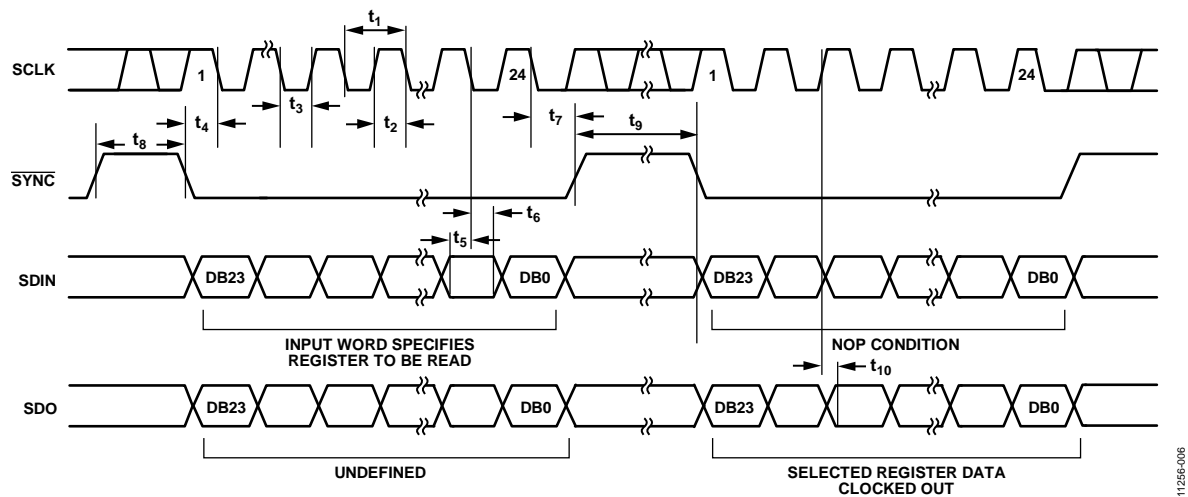 t1
SCLK
1
24
1
24
t3
t4
t2
t7
t9
t8
SYNC
t6
t5
SDIN
DB23
DB0
DB23
DB0
INPUT WORD SPECIFIES
REGISTER TO BE READ
NOP CONDITION
t10
SDO
DB23
DB0
DB23
DB0
UNDEFINED
SELECTED REGISTER DATA
CLOCKED OUT
11256-006